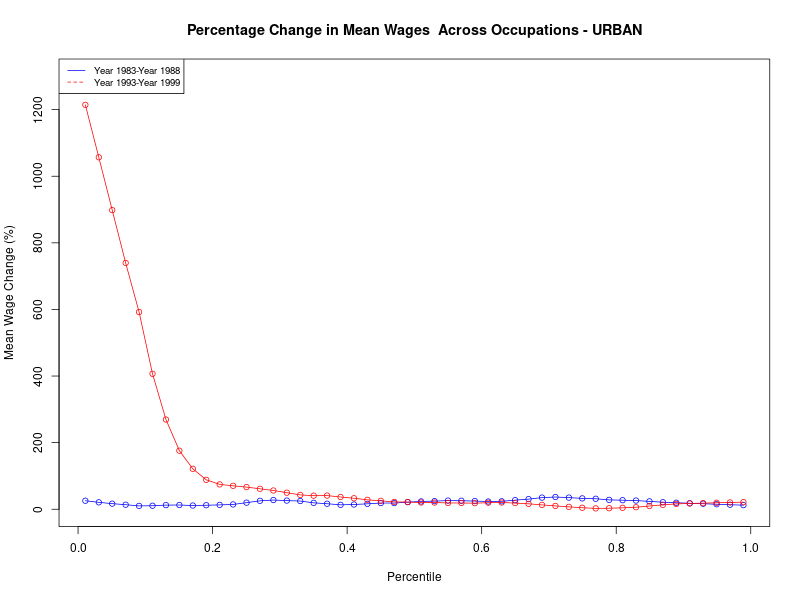 Percentage Change in Mean Wages  Across Occupations - URBAN
Year 1983-Year 1988
Year 1993-Year 1999
Mean Wage Change (%)
1200
1000
800
600
400
200
0
0.0 0.2 0.4 0.6 0.8 1.0
Percentile